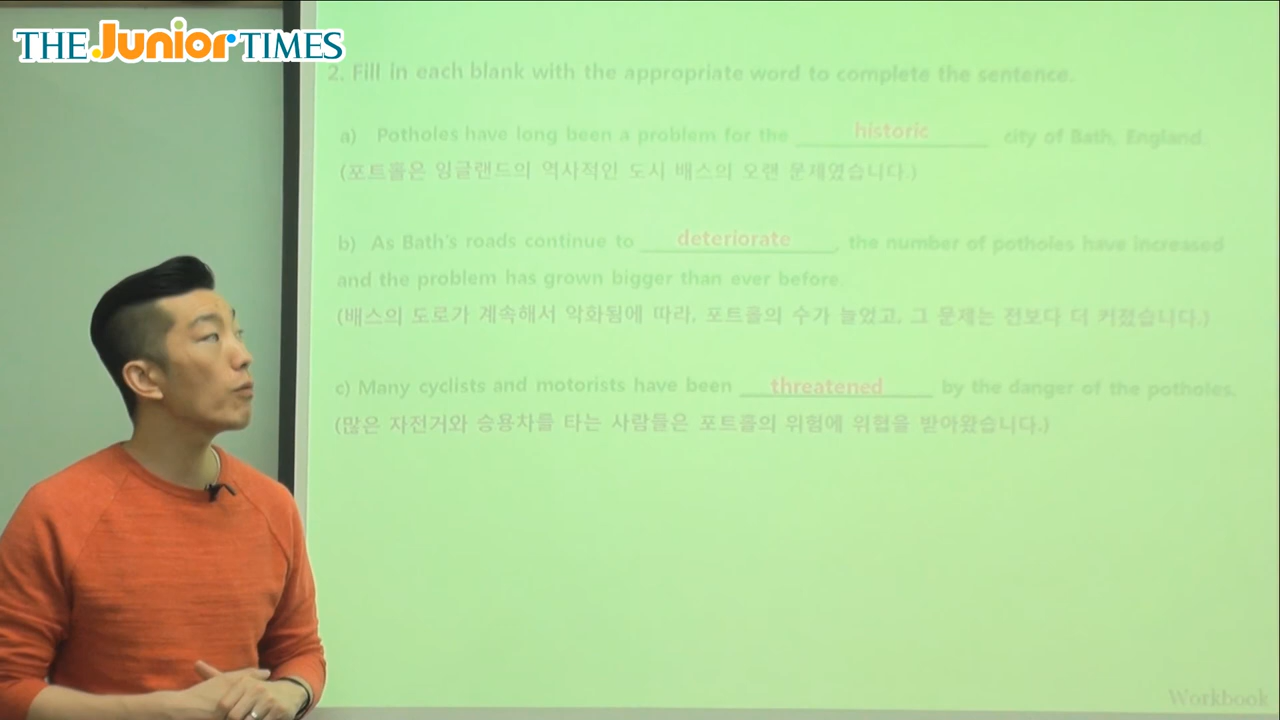 THE Junior TIMES
2. Fill in each blank with the appropriate word to complete the sentence.
a) Potholes have long been a problem for the historic city of Bath, England.
(포트홀은 잉글랜드의 역사적인 도시 배스의 오랜 문제였습니다.)
b) As Bath's roads continue to deteriorate, the number of potholes have increased
and the problem has grown bigger than ever before.
(배스의 도로가 계속해서 악화됨에 따라, 포트홀의 수가 늘었고, 그 문제는 전보다 더 커졌습니다.)
c) Many cyclists and motorists have been threatened by the danger of the potholes.
(많은 자전거와 승용차를 타는 사람들은 포트홀의 위험에 위협을 받아왔습니다.)
Workbook